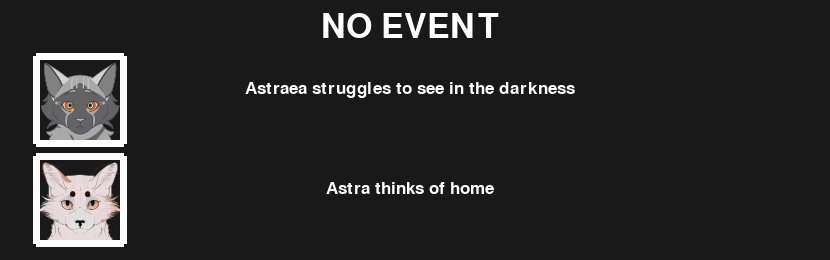 NO EVENT
Astraea struggles to see in the darkness
Astra thinks of home